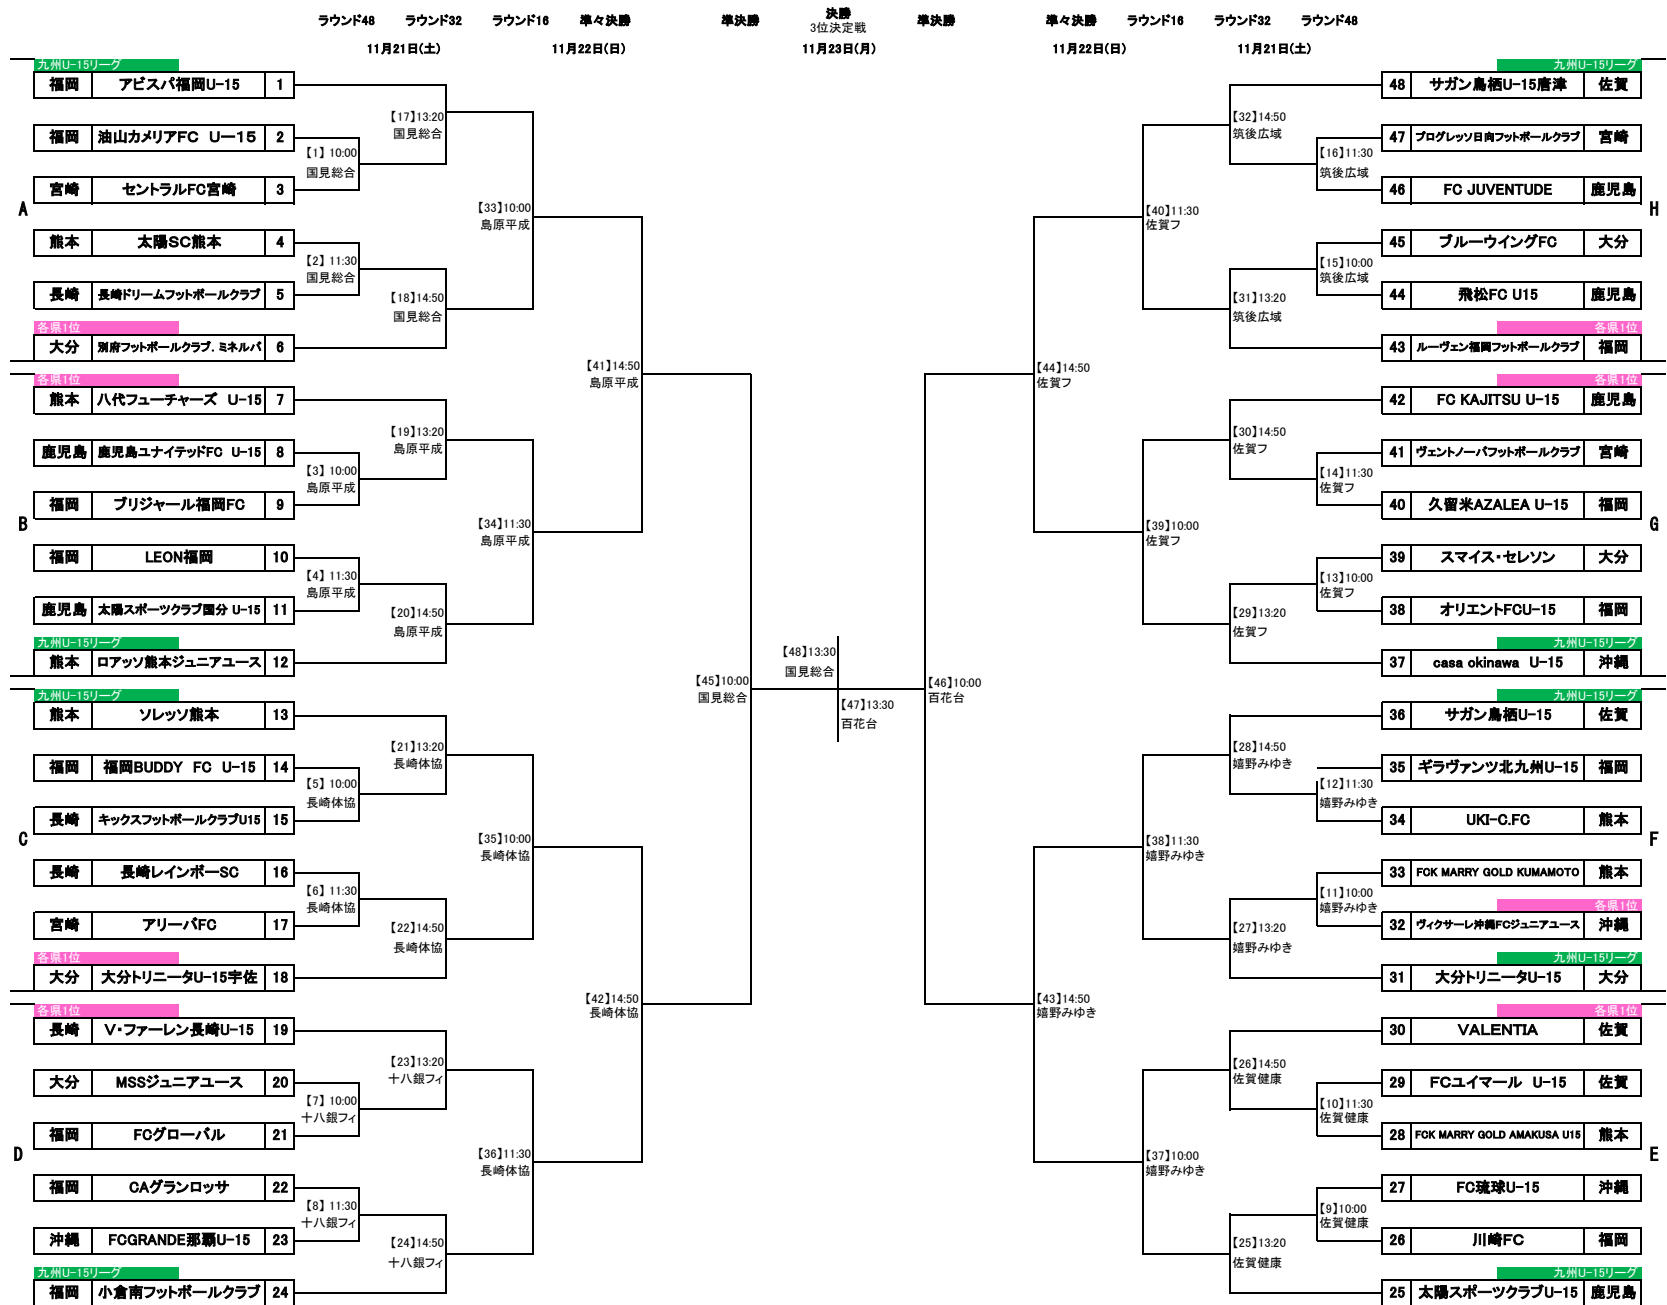 ラウンド48 ラウンド32 ラウンド16 準々決勝 準決勝 決勝 準決勝 準々決勝 ラウンド16 ラウンド32 ラウンド48
3位決定戦
11月21日(土) 11月22日(日) 11月23日(月) 11月22日(日) 11月21日(土)
A
九州U-15リーグ
福岡 アビスパ福岡U-15 1
福岡 油山カメリアFC U-15 2
宮崎 セントラルFC宮崎 3
熊本 太陽SC熊本 4
長崎 長崎ドリームフットボールクラブ 5
各県1位
大分 別府フットボールクラブ．ミネルバ 6
【1】10:00
国見総合
【2】11:30
国見総合
【17】13:20
国見総合
【18】14:50
国見総合
【33】10:00
島原平成
B
各県1位
熊本 八代フューチャーズ U-15 7
鹿児島 鹿児島ユナイテッドFC U-15 8
福岡 ブリジャール福岡FC 9
福岡 LEON福岡 10
鹿児島 太陽スポーツクラブ国分 U-15 11
九州U-15リーグ
熊本 ロアッソ熊本ジュニアユース 12
【3】10:00
島原平成
【4】11:30
島原平成
【19】13:20
島原平成
【20】14:50
島原平成
【34】11:30
島原平成
【41】14:50
島原平成
C
九州U-15リーグ
熊本 ソレッソ熊本 13
福岡 福岡BUDDY FC U-15 14
長崎 キックスフットボールクラブU15 15
長崎 長崎レインボーSC 16
宮崎 アリーバFC 17
各県1位
大分 大分トリニータU-15宇佐 18
【5】10:00
長崎体協
【6】11:30
長崎体協
【21】13:20
長崎体協
【22】14:50
長崎体協
【35】10:00
長崎体協
D
各県1位
長崎 V・ファーレン長崎U-15 19
大分 MSSジュニアユース 20
福岡 FCグローバル 21
福岡 CAグランロッサ 22
沖縄 FCGRANDE那覇U-15 23
九州U-15リーグ
福岡 小倉南フットボールクラブ 24
【7】10:00
十八銀フィ
【8】11:30
十八銀フィ
【23】13:20
十八銀フィ
【24】14:50
十八銀フィ
【36】11:30
長崎体協
【42】14:50
長崎体協
【45】10:00
国見総合
【48】13:30
国見総合
【47】13:30
百花台
【46】10:00
百花台
H
九州U-15リーグ
48 サガン鳥栖U-15唐津 佐賀
47 プログレッソ日向フットボールクラブ 宮崎
46 FC JUVENTUDE 鹿児島
45 ブルーウイングFC 大分
44 飛松FC U15 鹿児島
各県1位
43 ルーヴェン福岡フットボールクラブ 福岡
【32】14:50
筑後広域
【16】11:30
筑後広域
【15】10:00
筑後広域
【31】13:20
筑後広域
【40】11:30
佐賀フ
【44】14:50
佐賀フ
G
各県1位
42 FC KAJITSU U-15 鹿児島
41 ヴェントノーバフットボールクラブ 宮崎
40 久留米AZALEA U-15 福岡
39 スマイス・セレソン 大分
38 オリエントFCU-15 福岡
九州U-15リーグ
37 casa okinawa U-15 沖縄
【30】14:50
佐賀フ
【14】11:30
佐賀フ
【13】10:00
佐賀フ
【29】13:20
佐賀フ
【39】10:00
佐賀フ
F
九州U-15リーグ
36 サガン鳥栖U-15 佐賀
35 ギラヴァンツ北九州U-15 福岡
34 UKI-C.FC 熊本
33 FCK MARRY GOLD KUMAMOTO 熊本
各県1位
32 ヴィクサーレ沖縄FCジュニアユース 沖縄
九州U-15リーグ
31 大分トリニータU-15 大分
【28】14:50
嬉野みゆき
【12】11:30
嬉野みゆき
【11】10:00
嬉野みゆき
【27】13:20
嬉野みゆき
【38】11:30
嬉野みゆき
【43】14:50
嬉野みゆき
E
各県1位
30 VALENTIA 佐賀
29 FCユイマール U-15 佐賀
28 FCK MARRY GOLD AMAKUSA U15 熊本
27 FC琉球U-15 沖縄
26 川崎FC 福岡
九州U-15リーグ
25 太陽スポーツクラブU-15 鹿児島
【26】14:50
佐賀健康
【10】11:30
佐賀健康
【9】10:00
佐賀健康
【25】13:20
佐賀健康
【37】10:00
嬉野みゆき